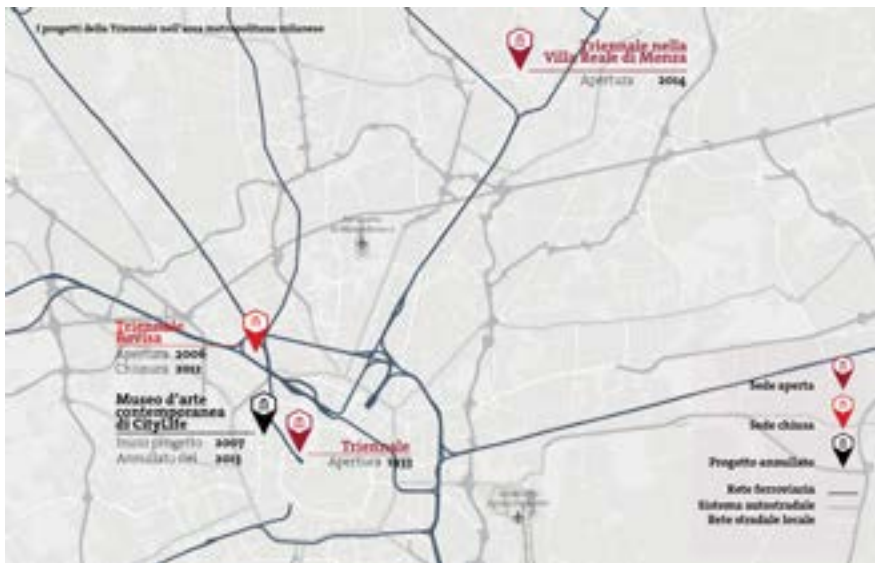 I progetti della Triennale nell'area metropolitana milanese
Triennale nella
Villa Reale di Monza
Apertura 2014
Triennale
Bovisa
Apertura 2006
Chiusura 2012
Museo d'arte
contemporanea
di CityLife
Inizio progetto 2007
Annullato nel 2013
Triennale
Apertura 1933
Sede aperta
Sede chiusa
Progetto annullato
Rete ferroviaria
Sistema autostradale
Rete stradale locale